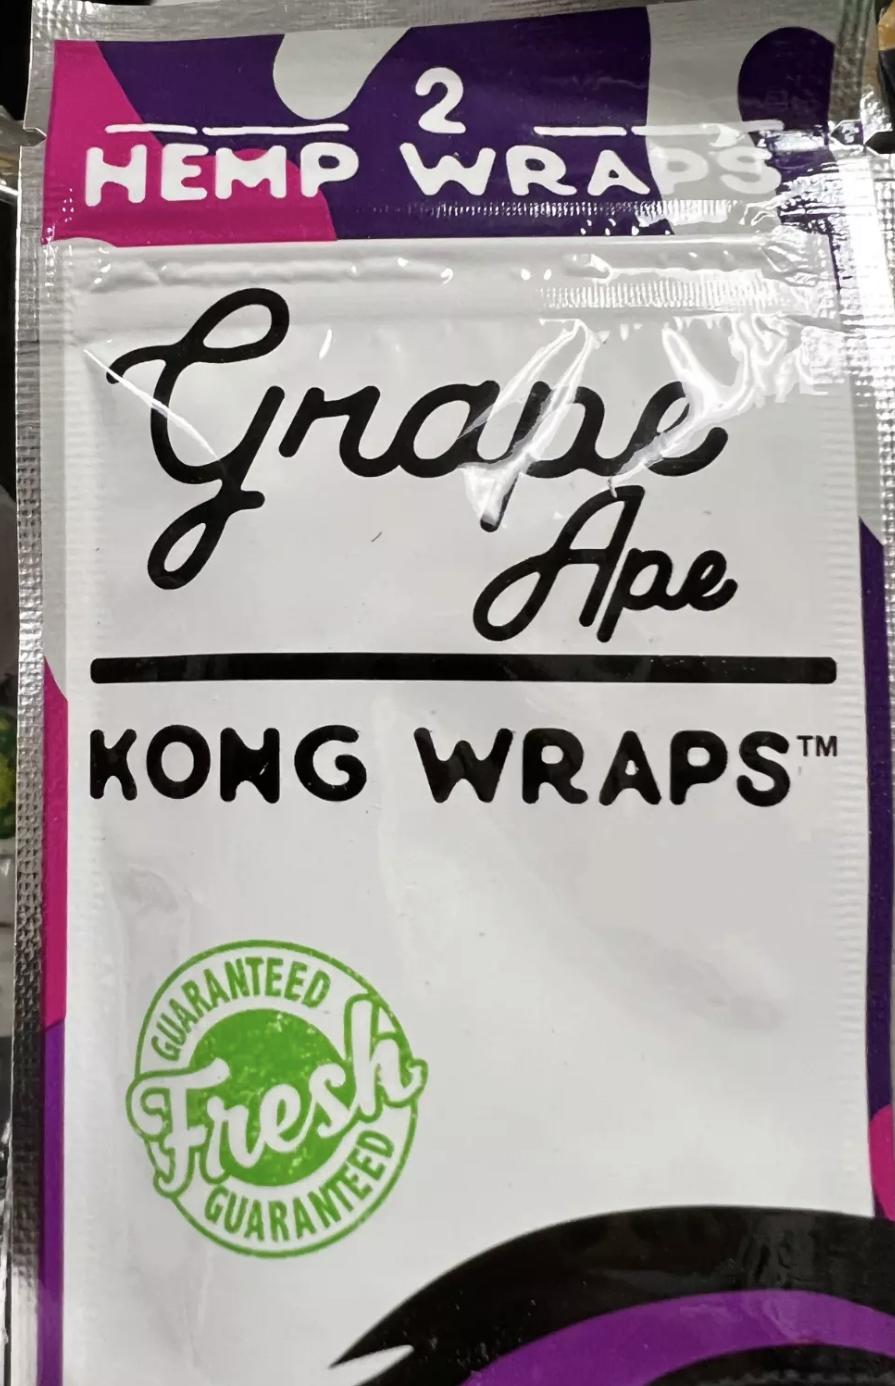 2
HEMP WRAPS
Grape
Ape
KONG WRAPS™
GUARANTEED
Fresh
GUARANTEED